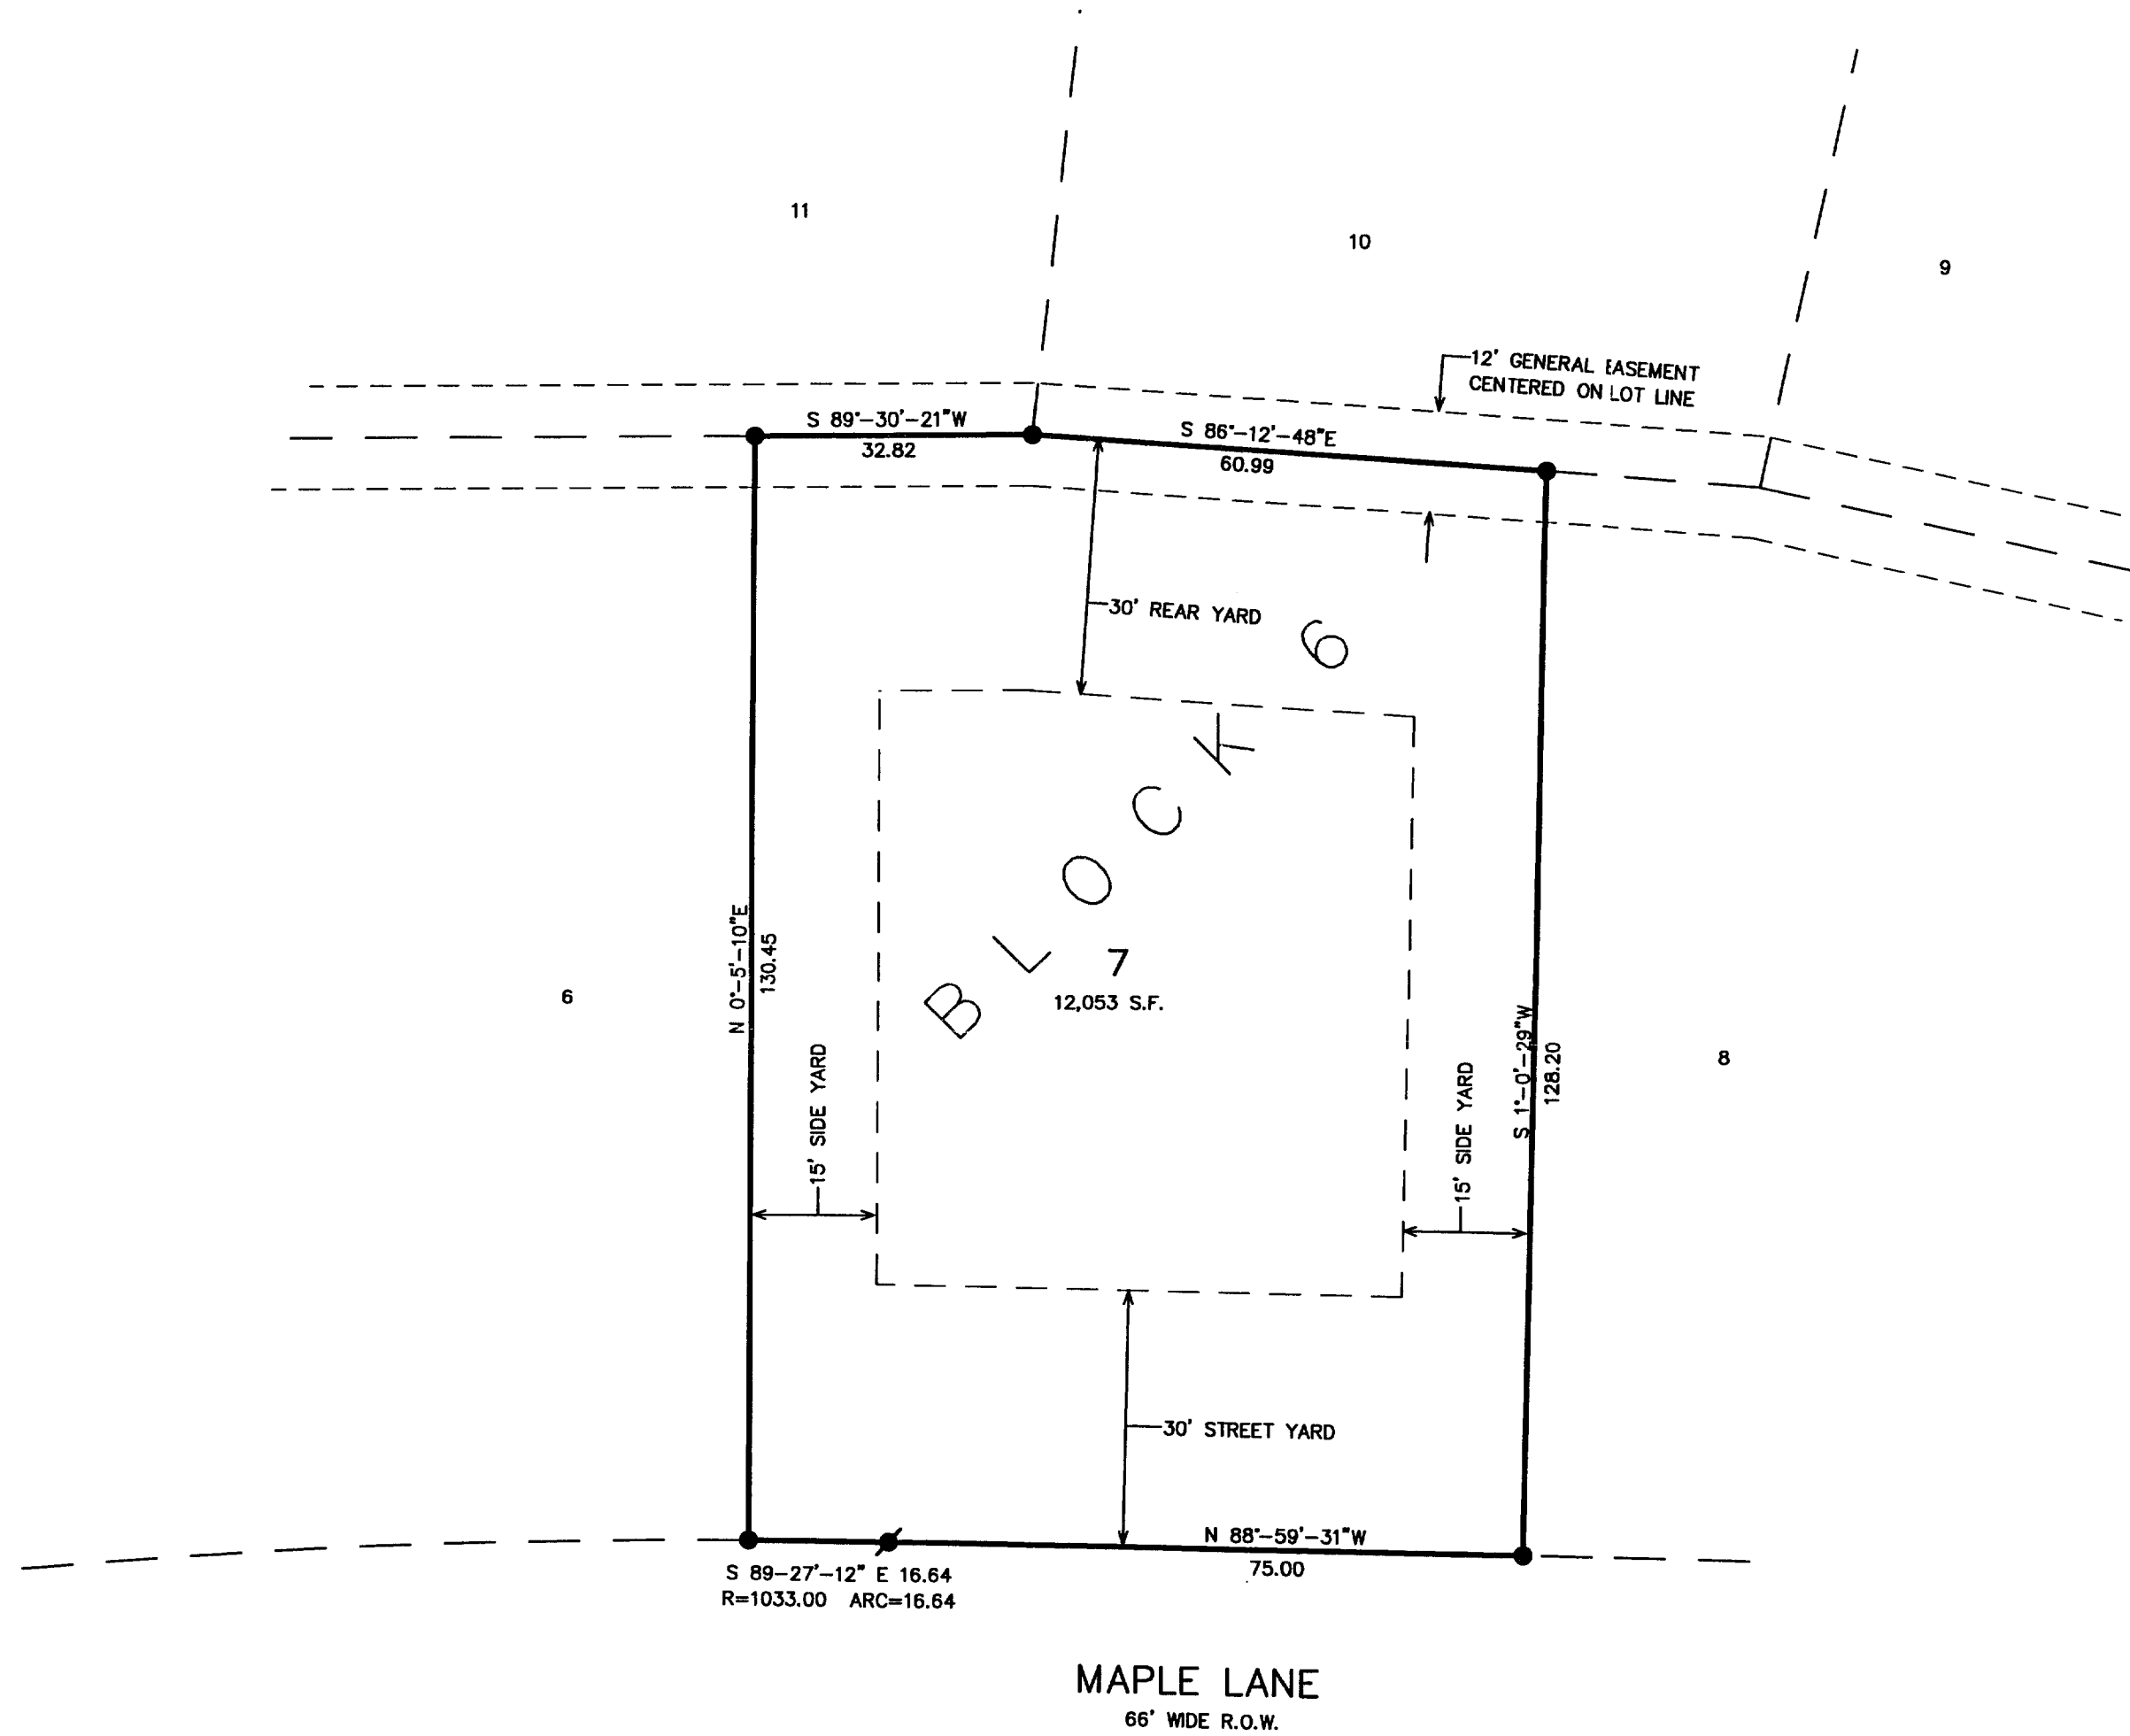 11
10
9
12' GENERAL EASEMENT
CENTERED ON LOT LINE
S 89°-30'-21"W
32.82
S 86°-12'-48"E
60.99
30' REAR YARD
BLOCK 6
N 0°-5'-10"E
130.45
6
7
12,053 S.F.
S 1°-0'-29"W
128.20
8
15' SIDE YARD
15' SIDE YARD
30' STREET YARD
N 88°-59'-31"W
75.00
S 89-27'-12" E 16.64
R=1033.00 ARC=16.64
MAPLE LANE
66' WIDE R.O.W.